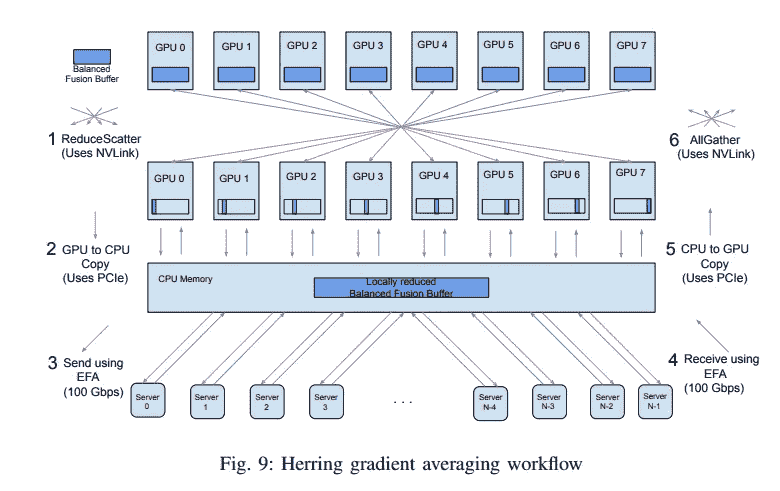 GPU 0
GPU 1
GPU 2
GPU 3
GPU 4
GPU 5
GPU 6
GPU 7
Balanced
Fusion Buffer
1 ReduceScatter
(Uses NVLink)
6 AllGather
(Uses NVLink)
GPU 0
GPU 1
GPU 2
GPU 3
GPU 4
GPU 5
GPU 6
GPU 7
2 GPU to CPU
Copy
(Uses PCIe)
5 CPU to GPU
Copy
(Uses PCIe)
CPU Memory
Locally reduced
Balanced Fusion Buffer
3 Send using
EFA
(100 Gbps)
4 Receive using
EFA
(100 Gbps)
Server
0
Server
1
Server
2
Server
3
. . .
Server
N-4
Server
N-3
Server
N-2
Server
N-1
Fig. 9: Herring gradient averaging workflow